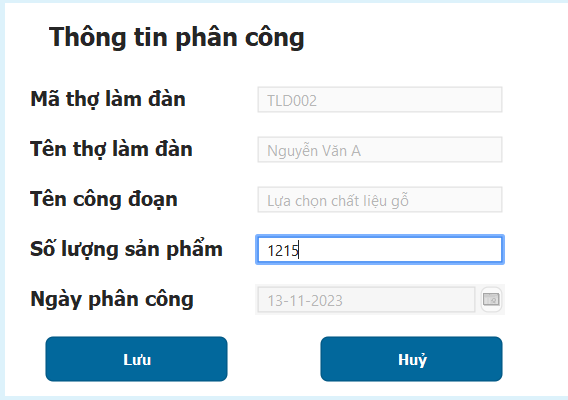 Thông tin phân công
Mã thợ làm đàn TLD002
Tên thợ làm đàn Nguyễn Văn A
Tên công đoạn Lựa chọn chất liệu gỗ
Số lượng sản phẩm 1215
Ngày phân công 13-11-2023
Lưu Huỷ